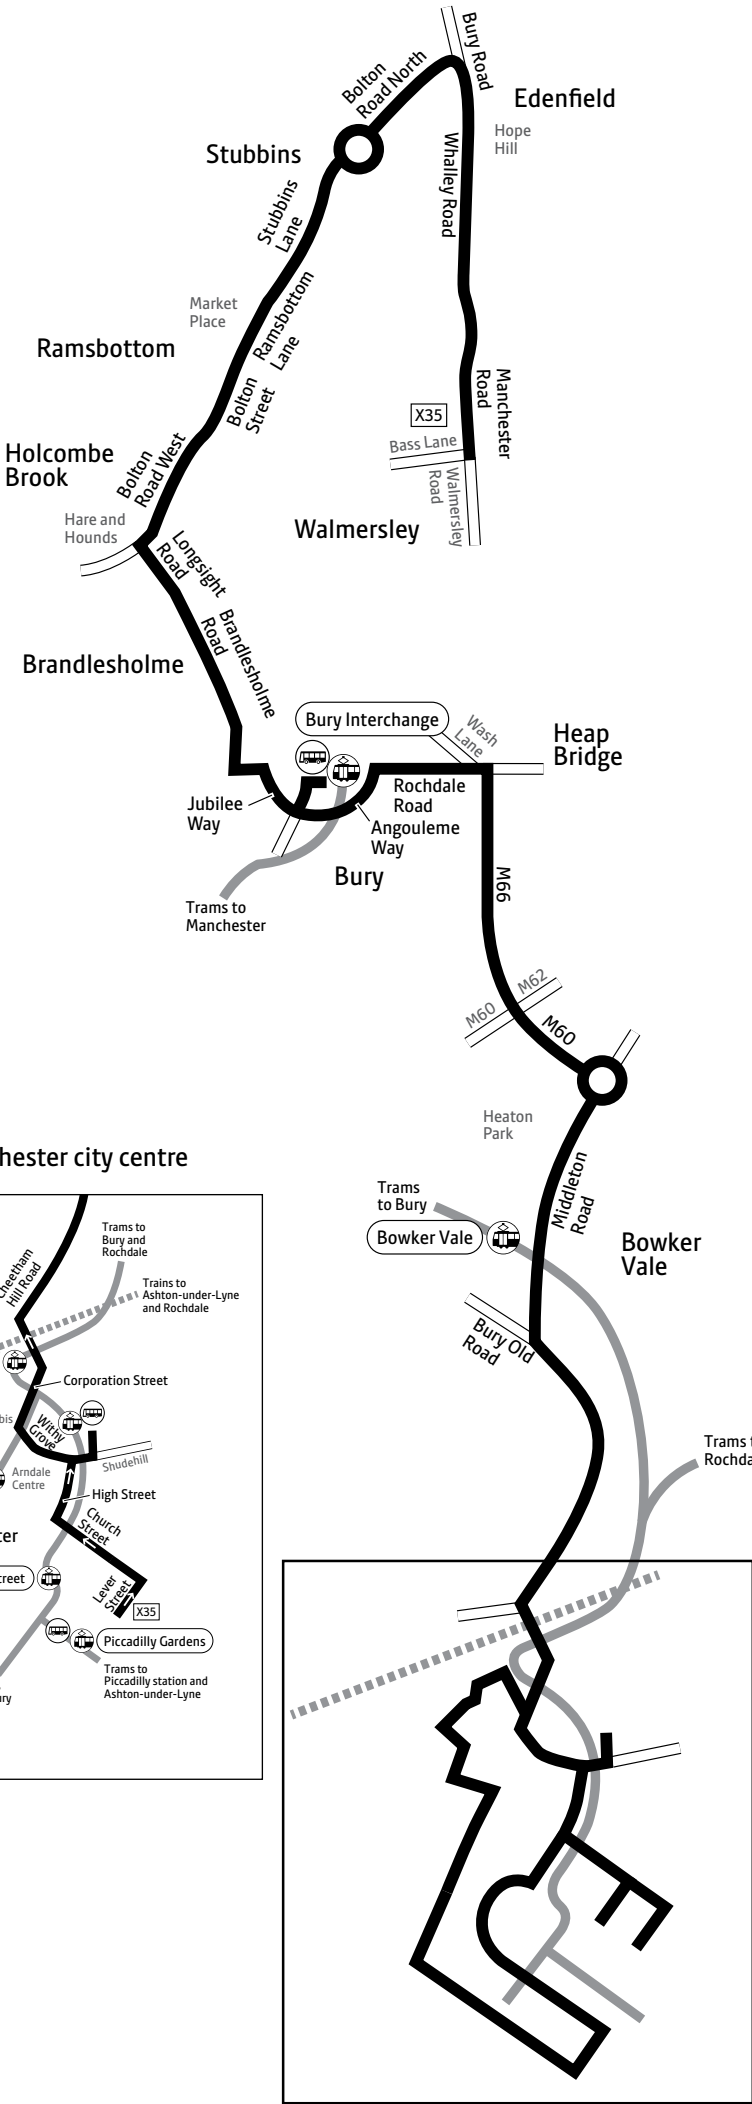 Bury Road
Bolton
Road North
Edenfield
Hope
Hill
Stubbins
Whalley Road
Stubbins
Lane
Market
Place
Ramsbottom
Lane
Ramsbottom
Bolton
Street
Manchester
Road
X35
Bass Lane
Walmersley
Road
Holcombe
Brook
Bolton
Road West
Hare and
Hounds
Walmersley
Longsight
Road
Brandlesholme
Road
Brandlesholme
Bury Interchange
Wash
Lane
Heap
Bridge
Jubilee
Way
Rochdale
Road
Angouleme
Way
Bury
M66
Trams to
Manchester
M60
M62
M60
Heaton
Park
hester city centre
Middleton
Road
Trams
to Bury
Bowker Vale
Bowker
Vale
Bury Old
Road
Trams to
Bury and
Rochdale
Cheetham
Hill Road
Trains to
Ashton-under-Lyne
and Rochdale
Corporation Street
bis
Withy
Grove
Shudehill
Arndale
Centre
High Street
Church
Street
ter
reet
Lever
Street
X35
Piccadilly Gardens
Trams to
Piccadilly station and
Ashton-under-Lyne
ury
Trams t
Rochda